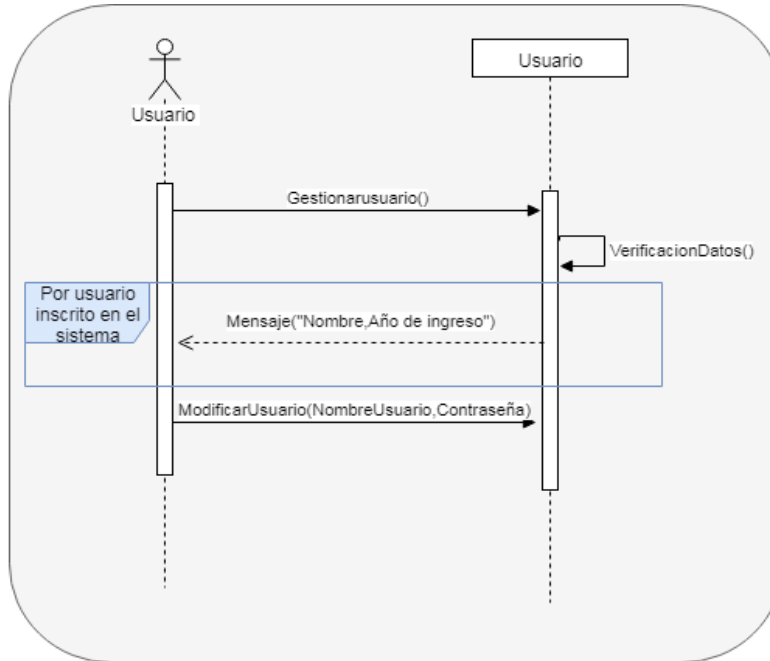 Usuario
Usuario
Gestionarusuario()
VerificacionDatos()
Por usuario
inscrito en el
sistema
Mensaje("Nombre,Año de ingreso")
ModificarUsuario(NombreUsuario,Contraseña)